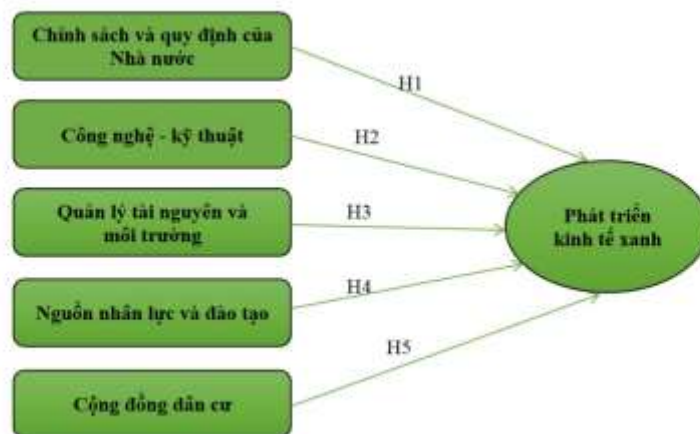 Chính sách và quy định của
Nhà nước
H1
Công nghệ - kỹ thuật
H2
Quản lý tài nguyên và
môi trường
H3
Phát triển
kinh tế xanh
Nguồn nhân lực và đào tạo
H4
H5
Cộng đồng dân cư